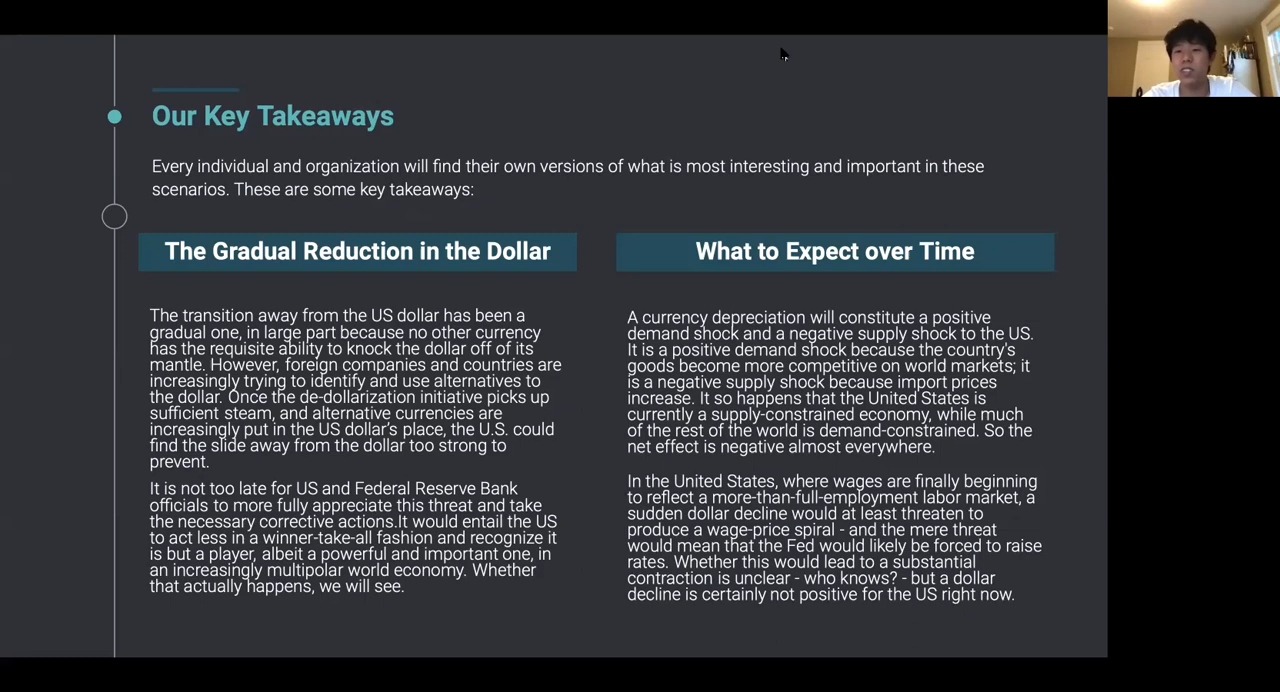 Our Key Takeaways
Every individual and organization will find their own versions of what is most interesting and important in these
scenarios. These are some key takeaways:
The Gradual Reduction in the Dollar
The transition away from the US dollar has been a
gradual one, in large part because no other currency
has the requisite ability to knock the dollar off of its
mantle. However, foreign companies and countries are
increasingly trying to identify and use alternatives to
the dollar. Once the de-dollarization initiative picks up
sufficient steam, and alternative currencies are
increasingly put in the US dollar's place, the U.S. could
find the slide away from the dollar too strong to
prevent.
It is not too late for US and Federal Reserve Bank
officials to more fully appreciate this threat and take
the necessary corrective actions.It would entail the US
to act less in a winner-take-all fashion and recognize it
is but a player, albeit a powerful and important one, in
an increasingly multipolar world economy. Whether
that actually happens, we will see.
What to Expect over Time
A currency depreciation will constitute a positive
demand shock and a negative supply shock to the US.
It is a positive demand shock because the country's
goods become more competitive on world markets; it
is a negative supply shock because import prices
increase. It so happens that the United States is
currently a supply-constrained economy, while much
of the rest of the world is demand-constrained. So the
net effect is negative almost everywhere.
In the United States, where wages are finally beginning
to reflect a more-than-full-employment labor market, a
sudden dollar decline would at least threaten to
produce a wage-price spiral - and the mere threat
would mean that the Fed would likely be forced to raise
rates. Whether this would lead to a substantial
contraction is unclear - who knows? - but a dollar
decline is certainly not positive for the US right now.